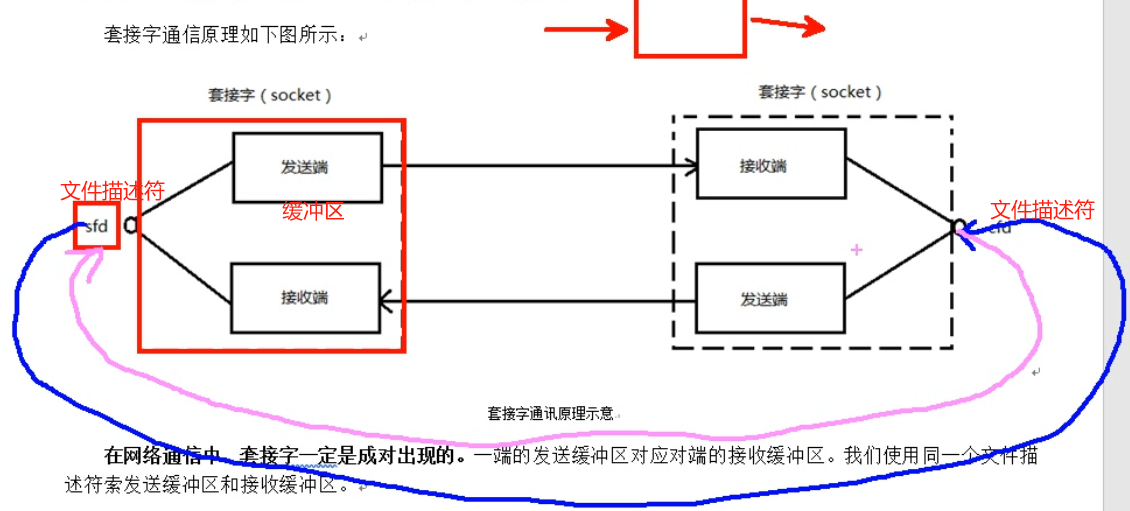 套接字通信原理如下图所示：
套接字（socket）
套接字（socket）
发送端
接收端
文件描述符
缓冲区
文件描述符
sfd
cfd
接收端
发送端
套接字通讯原理示意
在网络通信中，套接字一定是成对出现的。一端的发送缓冲区对应对端的接收缓冲区。我们使用同一个文件描
述符索发送缓冲区和接收缓冲区。